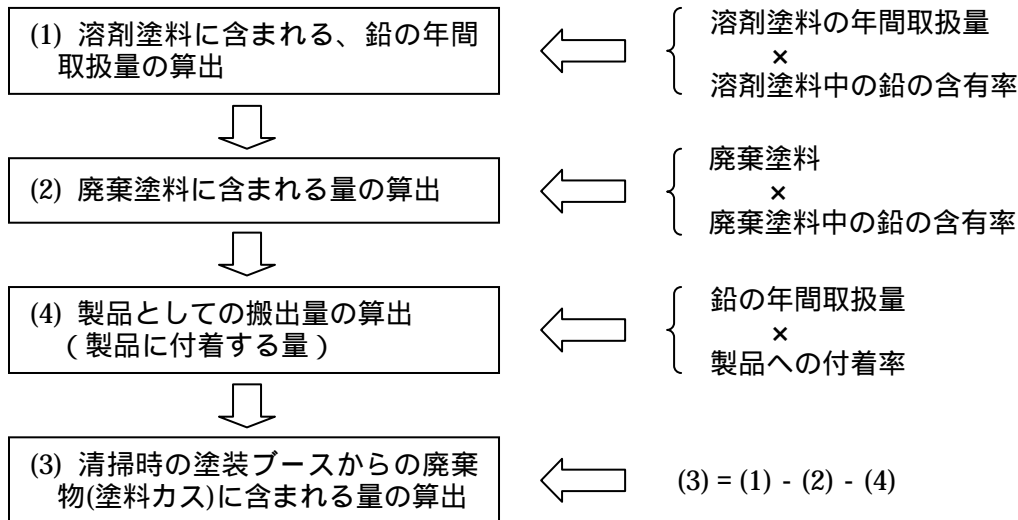 (1) 溶剤塗料に含まれる、鉛の年間
取扱量の算出
溶剤塗料の年間取扱量
×
溶剤塗料中の鉛の含有率
(2) 廃棄塗料に含まれる量の算出
廃棄塗料
×
廃棄塗料中の鉛の含有率
(4) 製品としての搬出量の算出
(製品に付着する量)
鉛の年間取扱量
×
製品への付着率
(3) 清掃時の塗装ブースからの廃棄
物(塗料カス)に含まれる量の算出
(3) = (1) - (2) - (4)